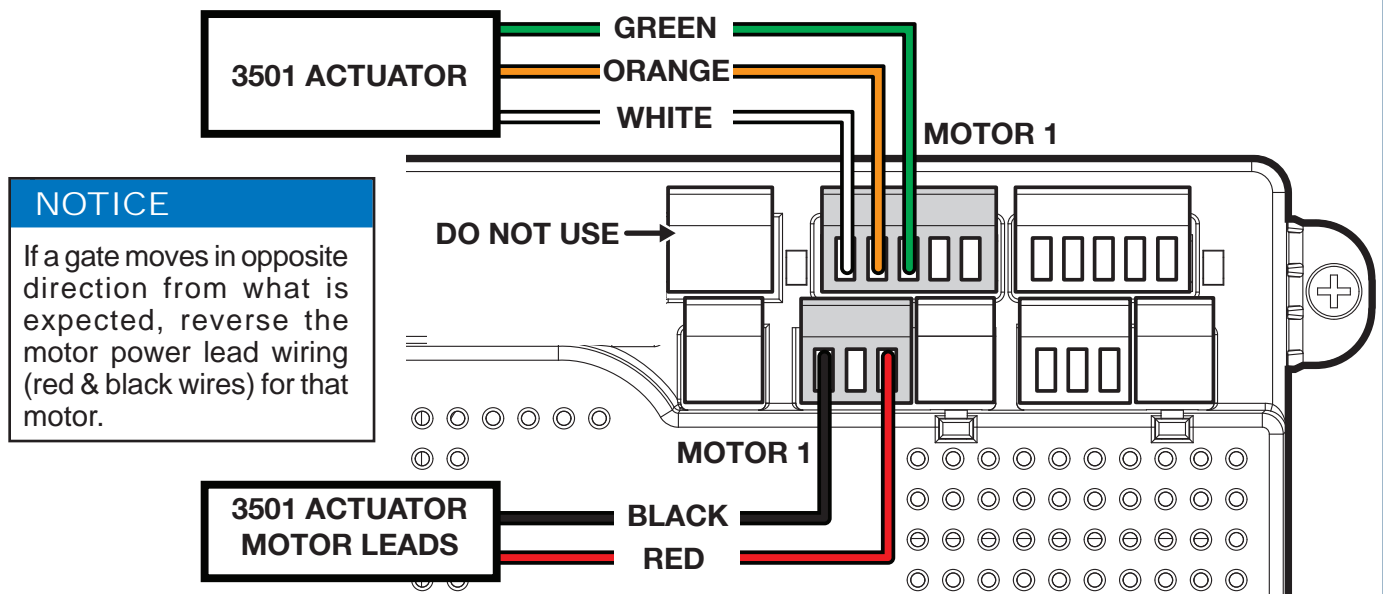 GREEN
3501 ACTUATOR
ORANGE
WHITE
MOTOR 1
NOTICE
If a gate moves in opposite
direction from what is
expected, reverse the
motor power lead wiring
(red & black wires) for that
motor.
DO NOT USE
MOTOR 1
3501 ACTUATOR
MOTOR LEADS
BLACK
RED